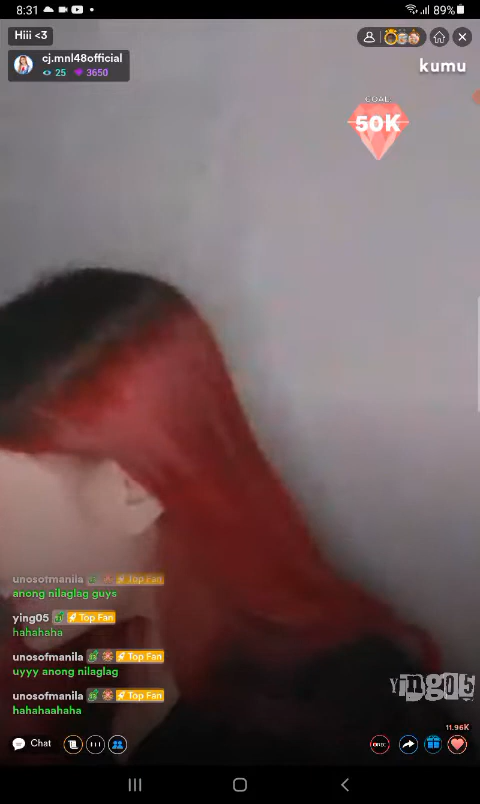 8:31
89%
Hiii <3
cj.mnl48official
25 3650
kumu
GOAL
50K
unosofmanila Top Fan
anong nilaglag guys
ying05 Top Fan
hahahaha
unosofmanila Top Fan
uyyy anong nilaglag
unosofmanila Top Fan
hahahaahaha
Ying05
11.96K
Chat